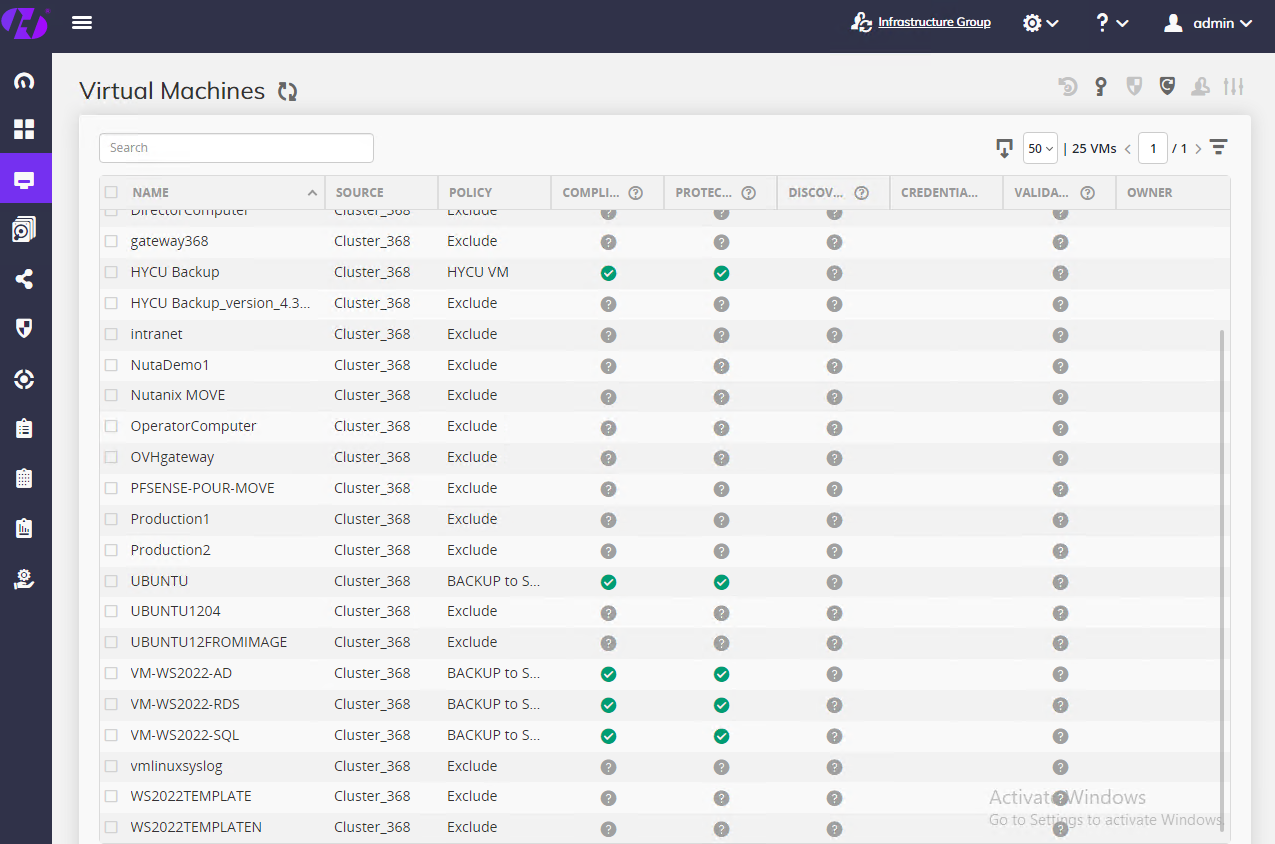 Infrastructure Group
admin
Virtual Machines
Search
50 | 25 VMs < 1 / 1 >
NAME SOURCE POLICY COMPLI... PROTEC... DISCOV... CREDENTIA... VALIDA... OWNER
DirectorComputer Cluster_368 Exclude
gateway368 Cluster_368 Exclude
HYCU Backup Cluster_368 HYCU VM
HYCU Backup_version_4.3... Cluster_368 Exclude
intranet Cluster_368 Exclude
NutaDemo1 Cluster_368 Exclude
Nutanix MOVE Cluster_368 Exclude
OperatorComputer Cluster_368 Exclude
OVHgateway Cluster_368 Exclude
PFSENSE-POUR-MOVE Cluster_368 Exclude
Production1 Cluster_368 Exclude
Production2 Cluster_368 Exclude
UBUNTU Cluster_368 BACKUP to S...
UBUNTU1204 Cluster_368 Exclude
UBUNTU12FROMIMAGE Cluster_368 Exclude
VM-WS2022-AD Cluster_368 BACKUP to S...
VM-WS2022-RDS Cluster_368 BACKUP to S...
VM-WS2022-SQL Cluster_368 BACKUP to S...
vmlinuxsyslog Cluster_368 Exclude
WS2022TEMPLATE Cluster_368 Exclude
WS2022TEMPLATEN Cluster_368 Exclude
Activate Windows
Go to Settings to activate Windows.